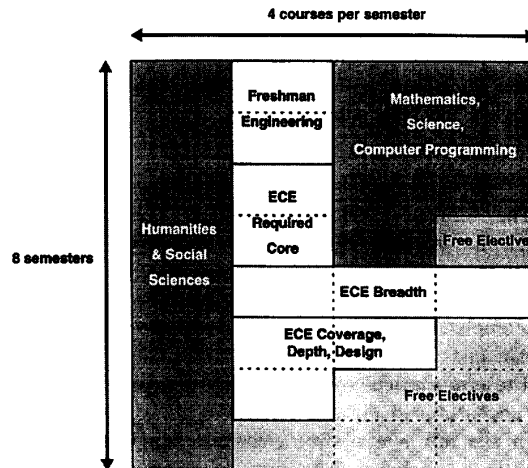 4 courses per semester
Freshman
Engineering
Mathematics,
Science,
Computer Programming
ECE
Required
Core
Humanities
& Social
Sciences
8 semesters
Free Elective
ECE Breadth
ECE Coverage,
Depth, Design
Free Electives